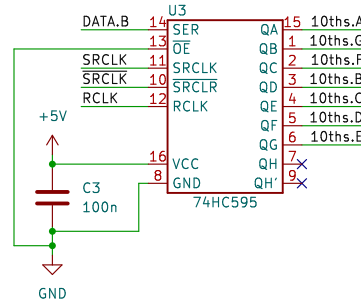 U3
DATA.B 14 SER QA 15 10ths.A
13 OE QB 1 10ths.G
SRCLK 11 SRCLK QC 2 10ths.F
SRCLR 10 SRCLR QD 3 10ths.B
RCLK 12 RCLK QE 4 10ths.C
QF 5 10ths.D
QG 6 10ths.E
+5V
16 VCC QH 7
8 GND QH' 9
C3
100n
74HC595
GND